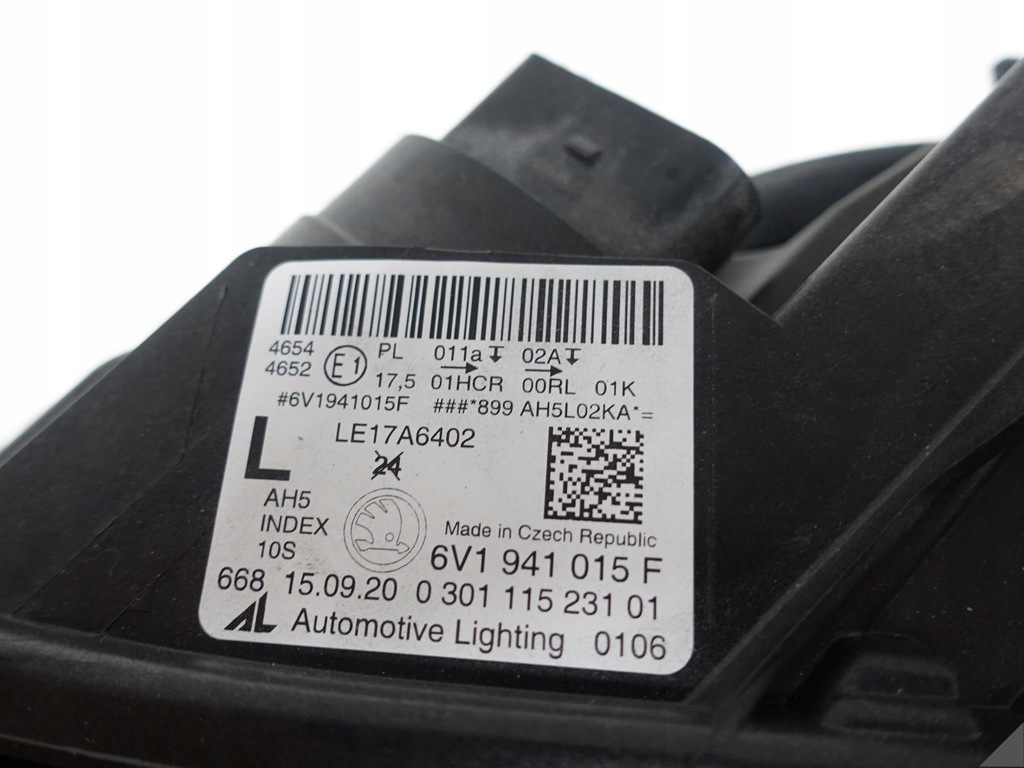 4654 E1 PL 011a 02A
4652 17,5 01HCR 00RL 01K
#6V1941015F ###*899 AH5L02KA*=
L LE17A6402
24
AH5
INDEX
10S
Made in Czech Republic
6V1 941 015 F
668 15.09.20 0 301 115 231 01
AL Automotive Lighting 0106